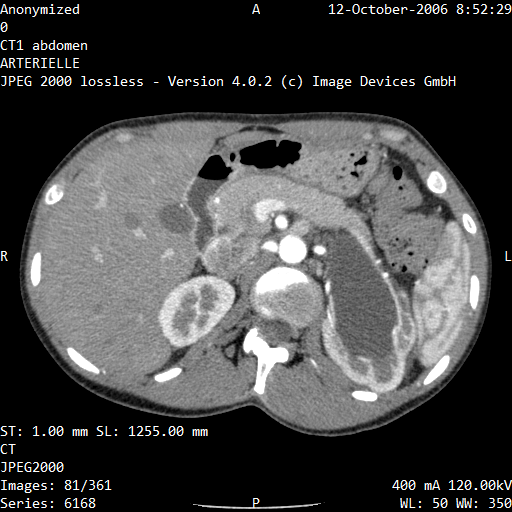 Anonymized A 12-October-2006 8:52:29
0
CT1 abdomen
ARTERIELLE
JPEG 2000 lossless - Version 4.0.2 (c) Image Devices GmbH
R L
ST: 1.00 mm SL: 1255.00 mm
CT
JPEG2000
Images: 81/361 400 mA 120.00kV
Series: 6168 P WL: 50 WW: 350